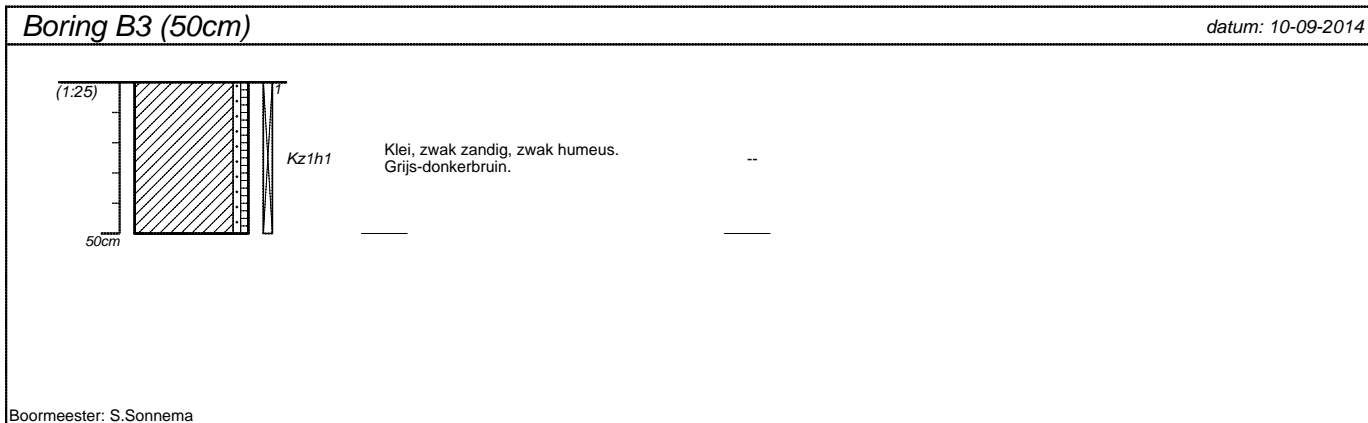 Boring B3 (50cm)
datum: 10-09-2014
(1:25)
1
Kz1h1
Klei, zwak zandig, zwak humeus.
Grijs-donkerbruin.
--
50cm
Boormeester: S.Sonnema